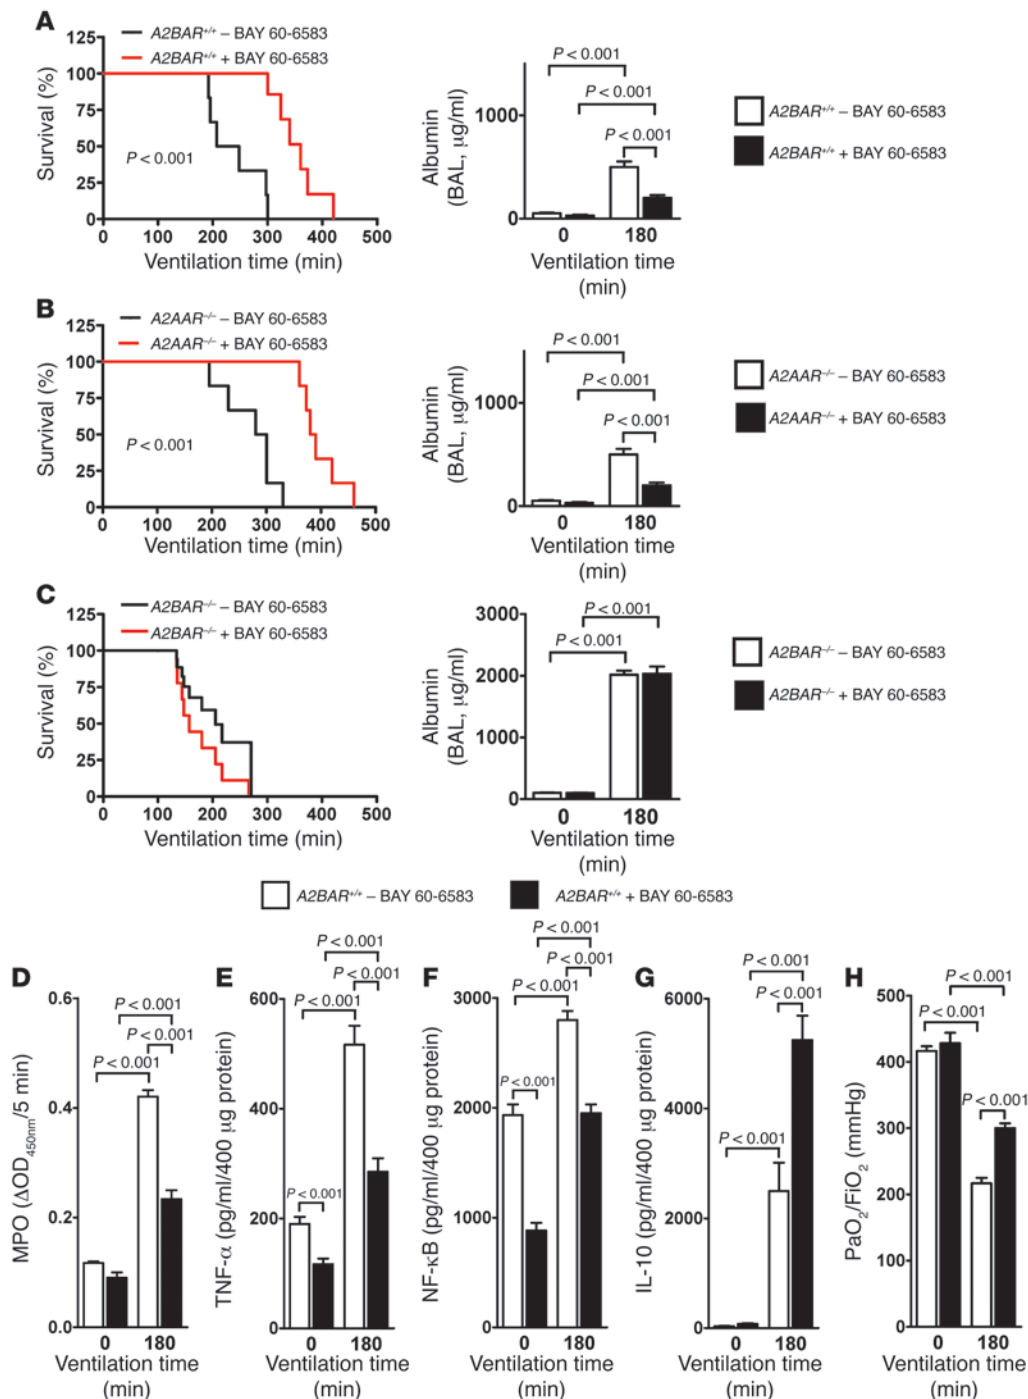 A
A2BAR+/+ – BAY 60-6583
A2BAR+/+ + BAY 60-6583
Survival (%)
125
100
75
50
25
0
P < 0.001
0 100 200 300 400 500
Ventilation time (min)
Albumin
(BAL, µg/ml)
1000
0
P < 0.001
P < 0.001
P < 0.001
0 180
Ventilation time
(min)
A2BAR+/+ – BAY 60-6583
A2BAR+/+ + BAY 60-6583
B
A2AAR–/– – BAY 60-6583
A2AAR–/– + BAY 60-6583
Survival (%)
125
100
75
50
25
0
P < 0.001
0 100 200 300 400 500
Ventilation time (min)
Albumin
(BAL, µg/ml)
1000
0
P < 0.001
P < 0.001
P < 0.001
0 180
Ventilation time
(min)
A2AAR–/– – BAY 60-6583
A2AAR–/– + BAY 60-6583
C
A2BAR–/– – BAY 60-6583
A2BAR–/– + BAY 60-6583
Survival (%)
125
100
75
50
25
0
0 100 200 300 400 500
Ventilation time (min)
Albumin
(BAL, µg/ml)
3000
2000
1000
0
P < 0.001
P < 0.001
0 180
Ventilation time
(min)
A2BAR–/– – BAY 60-6583
A2BAR–/– + BAY 60-6583
A2BAR+/+ – BAY 60-6583
A2BAR+/+ + BAY 60-6583
D
MPO (ΔOD450nm/5 min)
0.6
0.4
0.2
0.0
P < 0.001
P < 0.001
P < 0.001
0 180
Ventilation time
(min)
E
TNF-α (pg/ml/400 µg protein)
600
400
200
0
P < 0.001
P < 0.001
P < 0.001
P < 0.001
0 180
Ventilation time
(min)
F
NF-κB (pg/ml/400 µg protein)
3000
2000
1000
0
P < 0.001
P < 0.001
P < 0.001
P < 0.001
0 180
Ventilation time
(min)
G
IL-10 (pg/ml/400 µg protein)
6000
4000
2000
0
P < 0.001
P < 0.001
P < 0.001
0 180
Ventilation time
(min)
H
PaO2/FiO2 (mmHg)
400
300
200
100
0
P < 0.001
P < 0.001
P < 0.001
0 180
Ventilation time
(min)